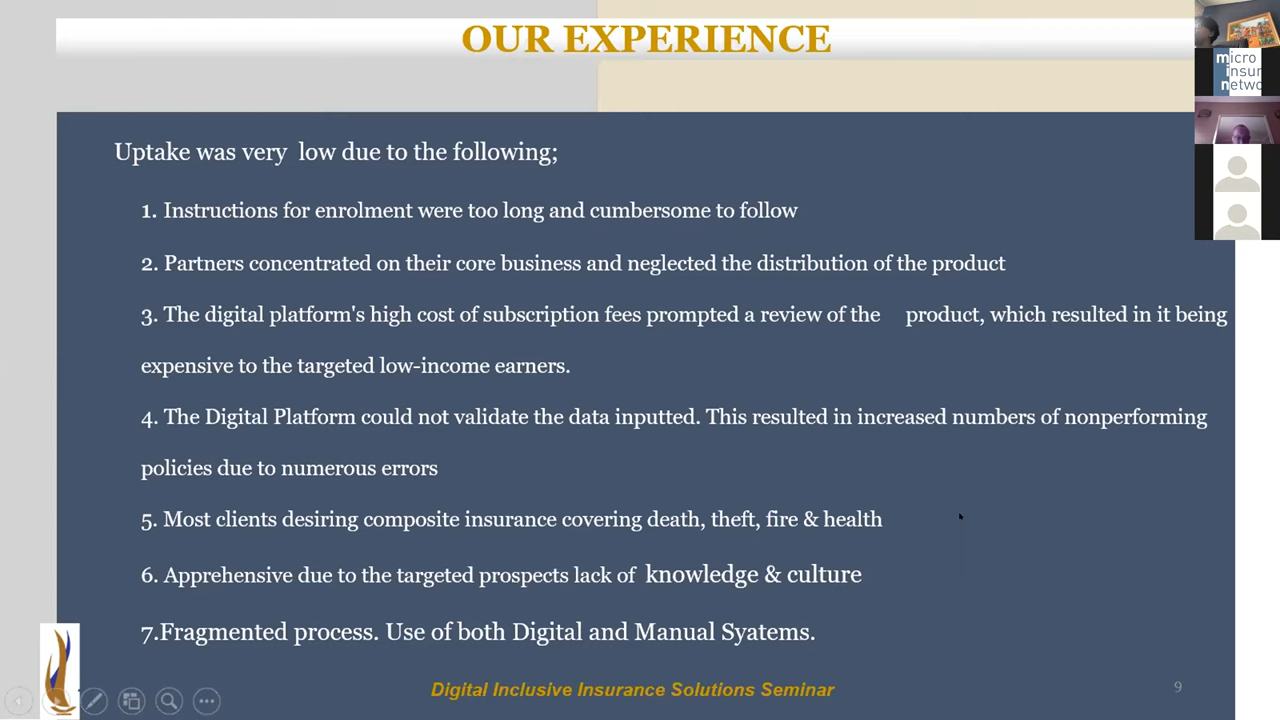 OUR EXPERIENCE
micro
insur
netwo
Uptake was very low due to the following;
1. Instructions for enrolment were too long and cumbersome to follow
2. Partners concentrated on their core business and neglected the distribution of the product
3. The digital platform's high cost of subscription fees prompted a review of the product, which resulted in it being
expensive to the targeted low-income earners.
4. The Digital Platform could not validate the data inputted. This resulted in increased numbers of nonperforming
policies due to numerous errors
5. Most clients desiring composite insurance covering death, theft, fire & health
6. Apprehensive due to the targeted prospects lack of knowledge & culture
7.Fragmented process. Use of both Digital and Manual Syatems.
Digital Inclusive Insurance Solutions Seminar
9